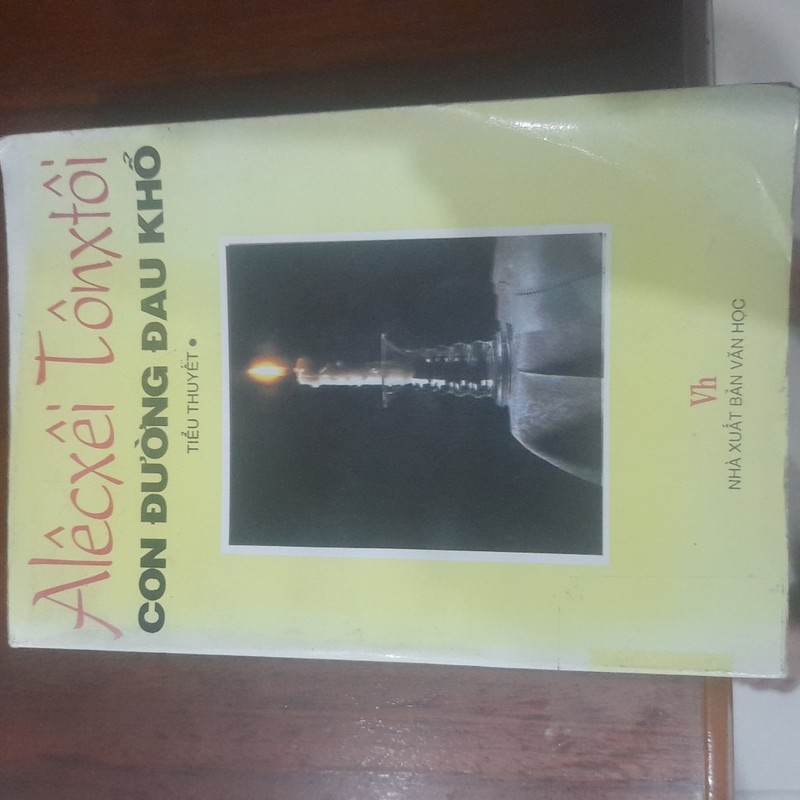 Alêcxêi Tônxtôi
CON ĐƯỜNG ĐAU KHỔ
TIỂU THUYẾT •
Vh
NHÀ XUẤT BẢN VĂN HỌC